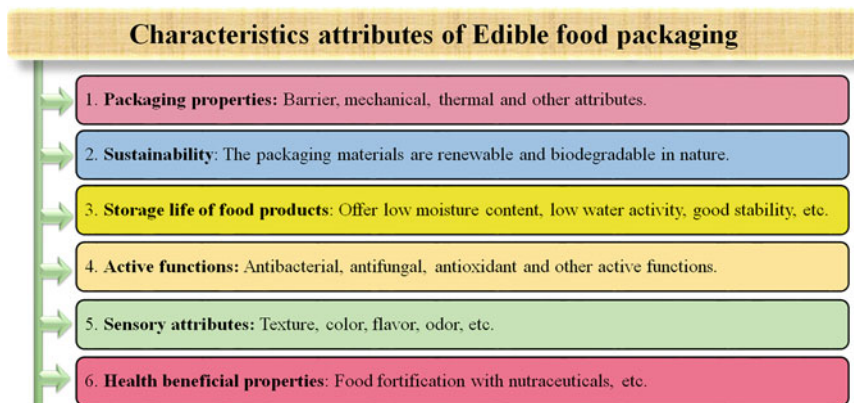 Characteristics attributes of Edible food packaging
1. Packaging properties: Barrier, mechanical, thermal and other attributes.
2. Sustainability: The packaging materials are renewable and biodegradable in nature.
3. Storage life of food products: Offer low moisture content, low water activity, good stability, etc.
4. Active functions: Antibacterial, antifungal, antioxidant and other active functions.
5. Sensory attributes: Texture, color, flavor, odor, etc.
6. Health beneficial properties: Food fortification with nutraceuticals, etc.